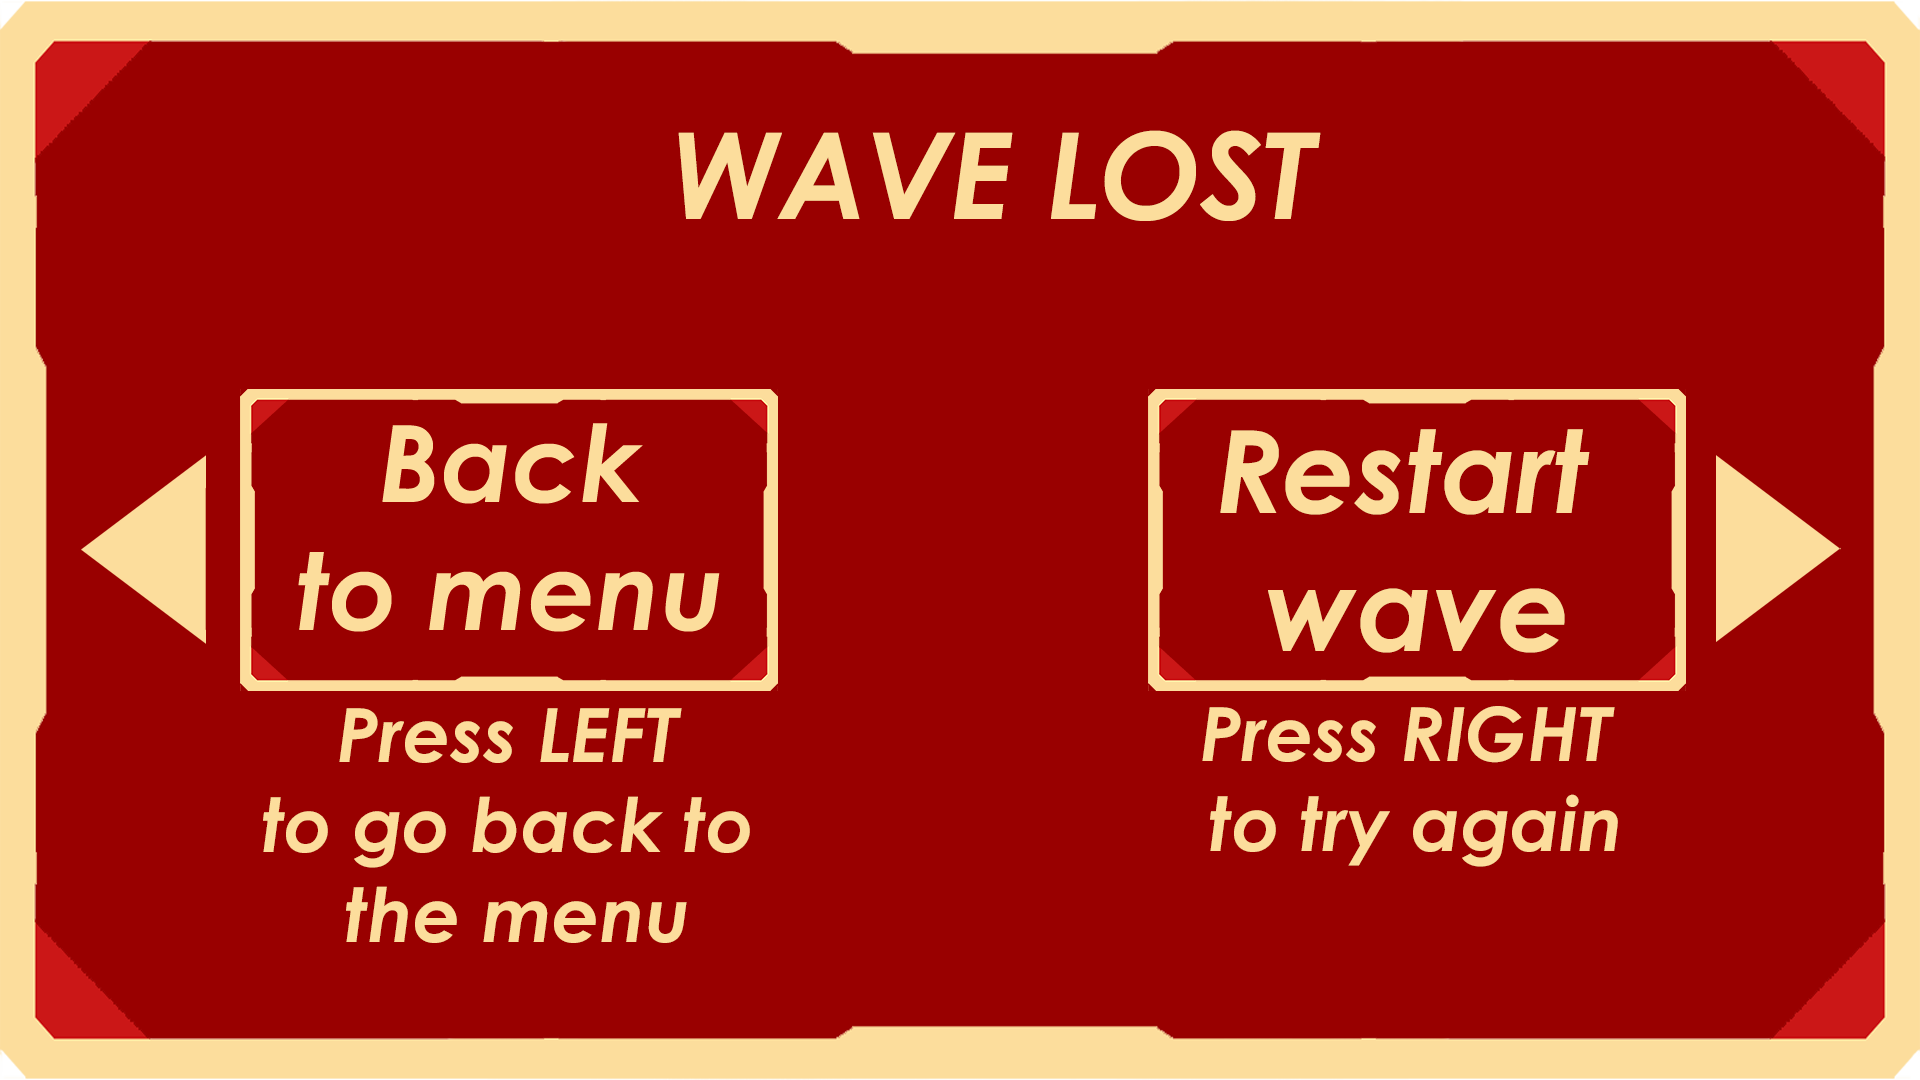 WAVE LOST
Back
to menu
Press LEFT
to go back to
the menu
Restart
wave
Press RIGHT
to try again